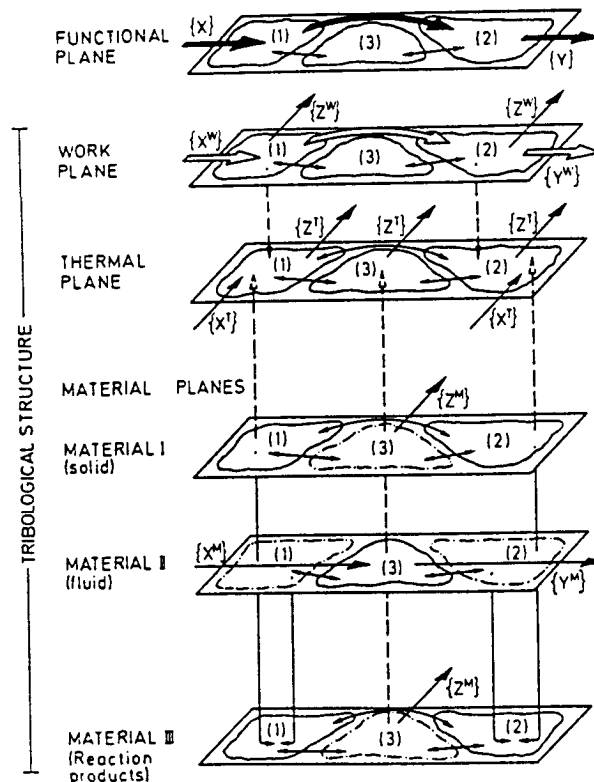 {X}
FUNCTIONAL
PLANE
(1)
(3)
(2)
{Y}
{Z^W}
{Z^W}
{X^W}
WORK
PLANE
(1)
(3)
(2)
{Y^W}
{Z^T}
{Z^T}
{Z^T}
THERMAL
PLANE
(1)
(3)
(2)
{X^T}
{X^T}
MATERIAL PLANES
{Z^M}
MATERIAL I
(solid)
(1)
(3)
(2)
{X^M}
MATERIAL II
(fluid)
(1)
(3)
(2)
{Y^M}
{Z^M}
MATERIAL III
(Reaction
products)
(1)
(3)
(2)
TRIBOLOGICAL STRUCTURE